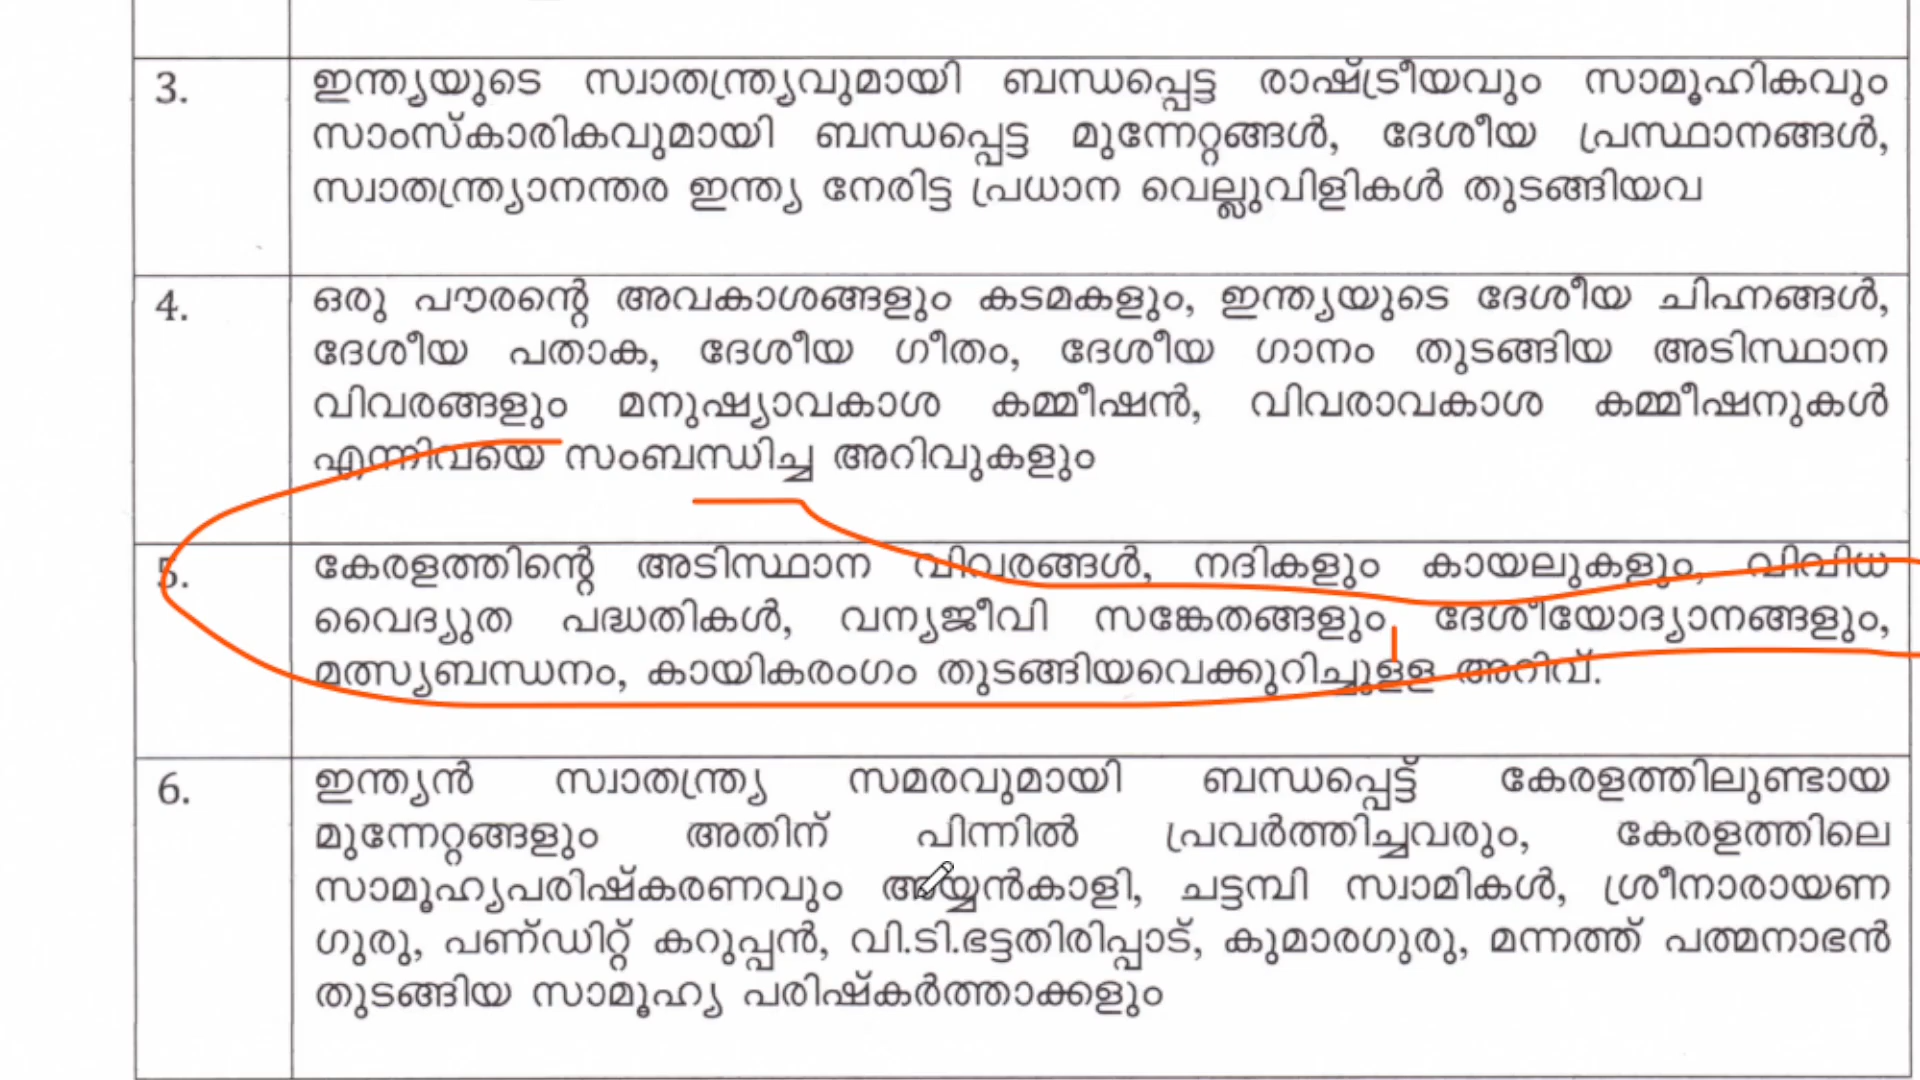 3.
ഇന്ത്യയുടെ സ്വാതന്ത്ര്യവുമായി ബന്ധപ്പെട്ട രാഷ്ട്രീയവും സാമൂഹികവും
സാംസ്കാരികവുമായി ബന്ധപ്പെട്ട മുന്നേറ്റങ്ങൾ, ദേശീയ പ്രസ്ഥാനങ്ങൾ,
സ്വാതന്ത്ര്യാനന്തര ഇന്ത്യ നേരിട്ട പ്രധാന വെല്ലുവിളികൾ തുടങ്ങിയവ
4.
ഒരു പൗരന്റെ അവകാശങ്ങളും കടമകളും, ഇന്ത്യയുടെ ദേശീയ ചിഹ്നങ്ങൾ,
ദേശീയ പതാക, ദേശീയ ഗീതം, ദേശീയ ഗാനം തുടങ്ങിയ അടിസ്ഥാന
വിവരങ്ങളും മനുഷ്യാവകാശ കമ്മീഷൻ, വിവരാവകാശ കമ്മീഷനുകൾ
എന്നിവയെ സംബന്ധിച്ച അറിവുകളും
5.
കേരളത്തിന്റെ അടിസ്ഥാന വിവരങ്ങൾ, നദികളും കായലുകളും, വിവിധ
വൈദ്യുത പദ്ധതികൾ, വന്യജീവി സങ്കേതങ്ങളും ദേശീയോദ്യാനങ്ങളും,
മത്സ്യബന്ധനം, കായികരംഗം തുടങ്ങിയവെക്കുറിച്ചുളള അറിവ്.
6.
ഇന്ത്യൻ സ്വാതന്ത്ര്യ സമരവുമായി ബന്ധപ്പെട്ട് കേരളത്തിലുണ്ടായ
മുന്നേറ്റങ്ങളും അതിന് പിന്നിൽ പ്രവർത്തിച്ചവരും, കേരളത്തിലെ
സാമൂഹ്യപരിഷ്കരണവും അയ്യൻകാളി, ചട്ടമ്പി സ്വാമികൾ, ശ്രീനാരായണ
ഗുരു, പണ്ഡിറ്റ് കറുപ്പൻ, വി.ടി.ഭട്ടതിരിപ്പാട്, കുമാരഗുരു, മന്നത്ത് പത്മനാഭൻ
തുടങ്ങിയ സാമൂഹ്യ പരിഷ്കർത്താക്കളും